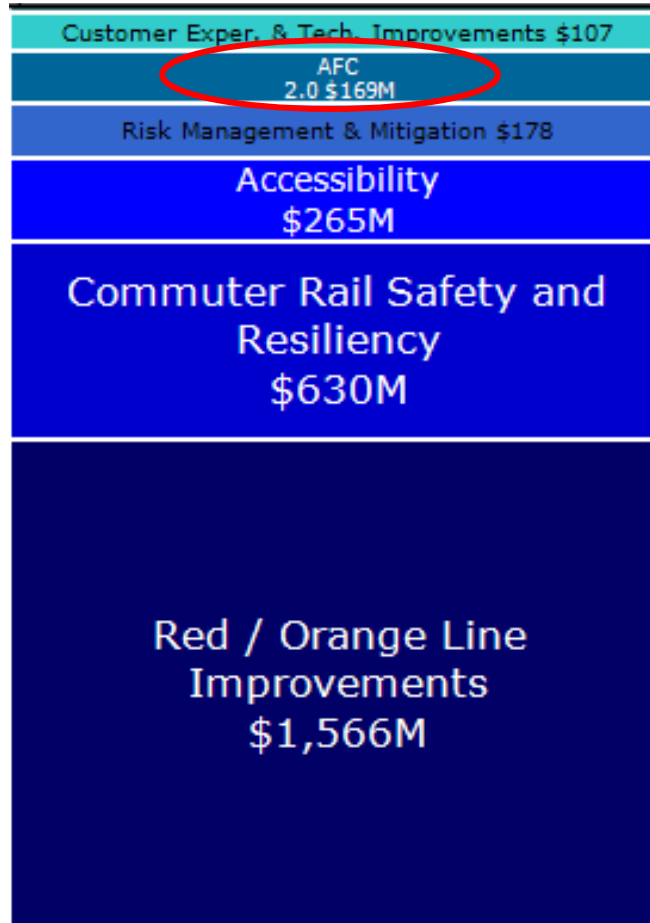 Customer Exper. & Tech. Improvements $107
AFC
2.0 $169M
Risk Management & Mitigation $178
Accessibility
$265M
Commuter Rail Safety and
Resiliency
$630M
Red / Orange Line
Improvements
$1,566M